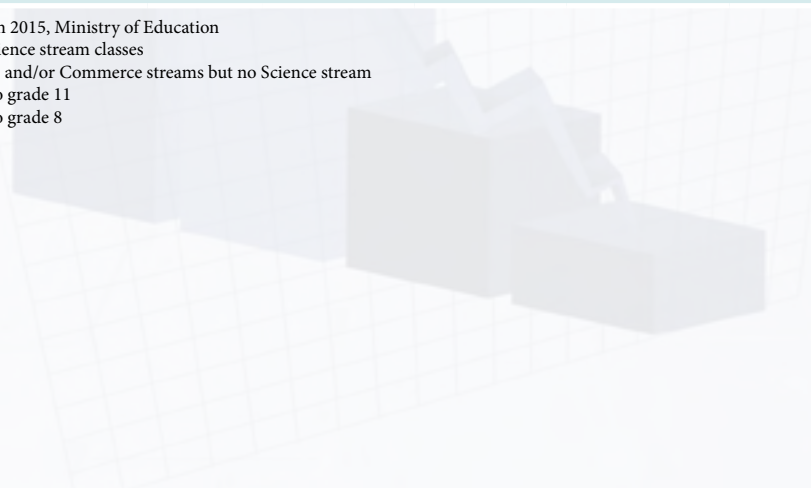 n 2015, Ministry of Education
ence stream classes
and/or Commerce streams but no Science stream
o grade 11
o grade 8